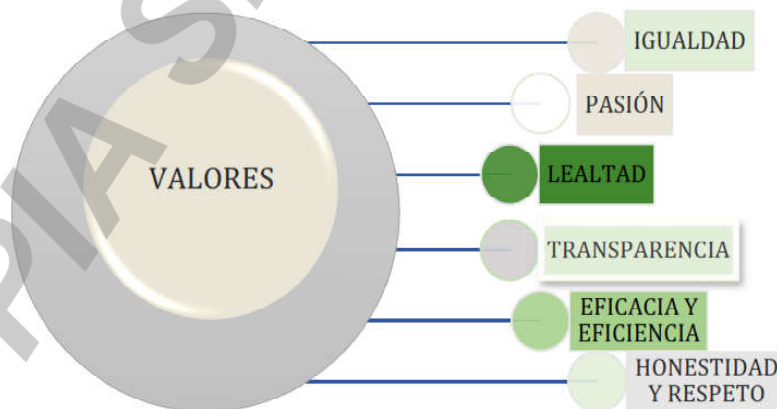 IGUALDAD
PASIÓN
VALORES
LEALTAD
TRANSPARENCIA
EFICACIA Y
EFICIENCIA
HONESTIDAD
Y RESPETO